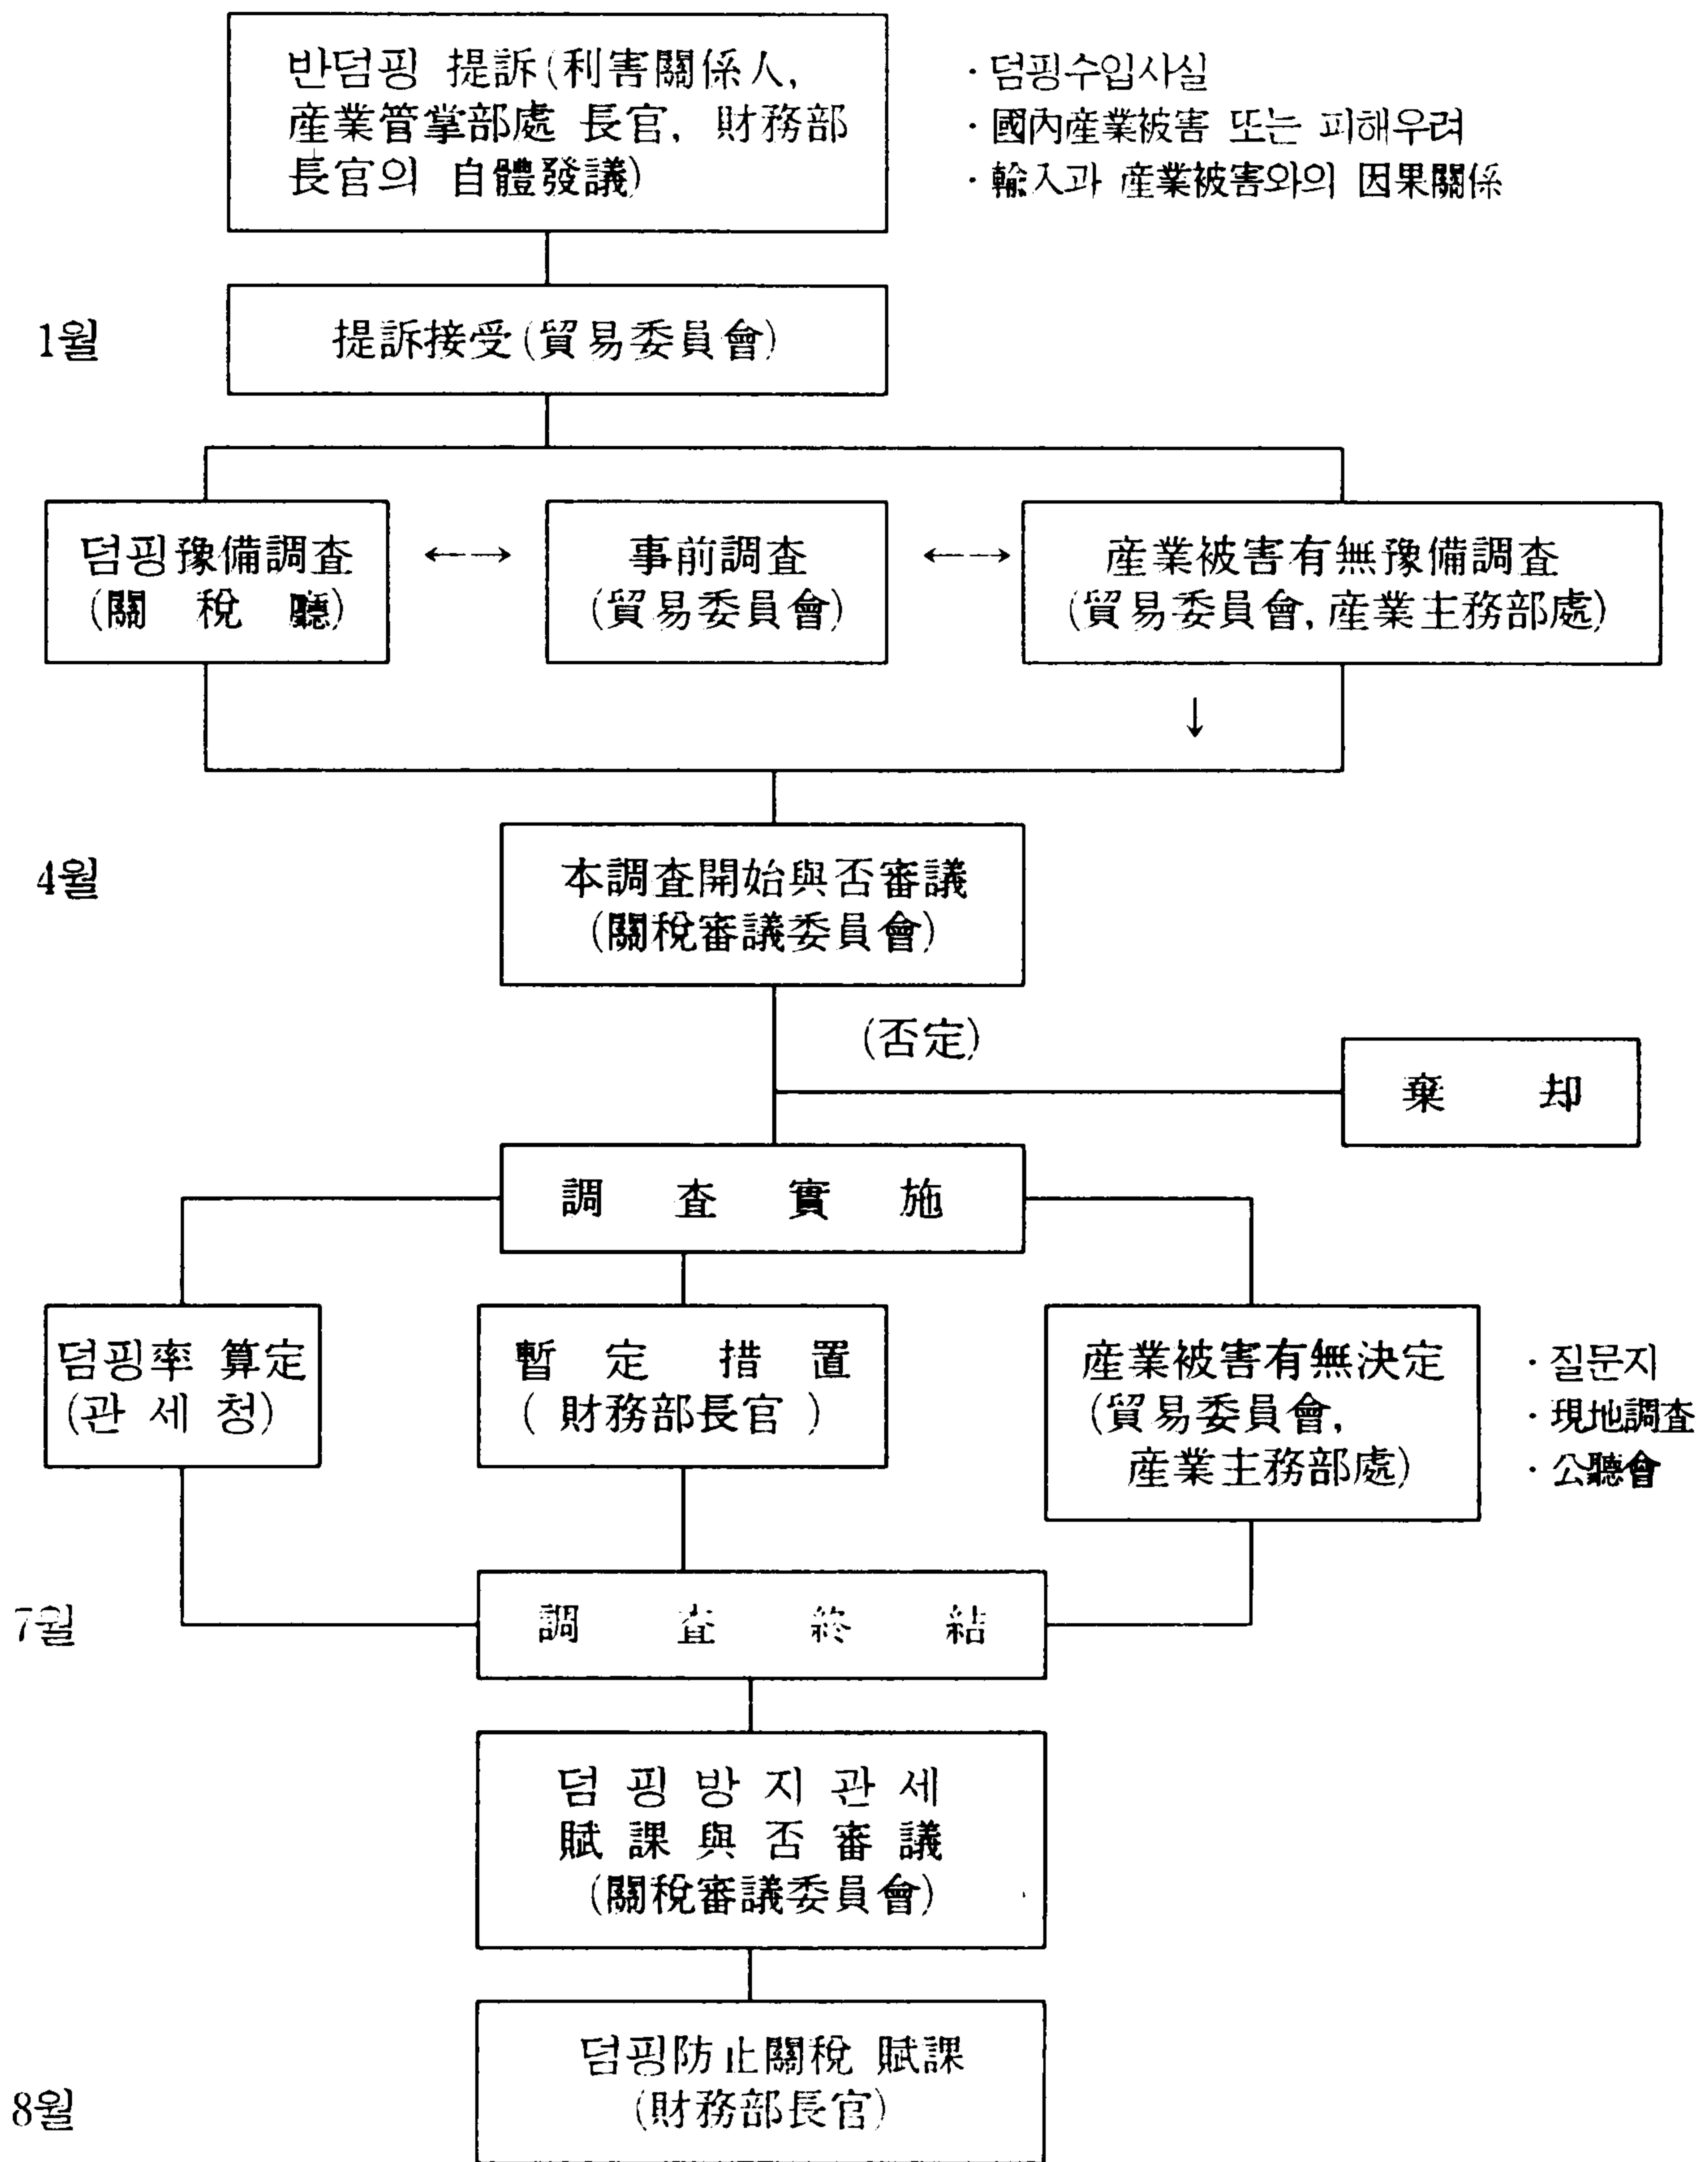 반덤핑 提訴(利害關係人,
産業管掌部處 長官, 財務部
長官의 自體發議)
· 덤핑수입사실
· 國內産業被害 또는 피해우려
· 輸入과 産業被害와의 因果關係
1월
提訴接受(貿易委員會)
덤핑豫備調査
(關 稅 廳)
←-→
事前調査
(貿易委員會)
←-→
産業被害有無豫備調査
(貿易委員會, 産業主務部處)
↓
4월
本調査開始與否審議
(關稅審議委員會)
(否定)
棄 却
調 査 實 施
덤핑率 算定
(관 세 청)
暫 定 措 置
( 財務部長官 )
産業被害有無決定
(貿易委員會,
産業主務部處)
· 질문지
· 現地調査
· 公聽會
7월
調 査 終 結
덤 핑 방 지 관 세
賦 課 與 否 審 議
(關稅審議委員會)
덤핑防止關稅 賦課
(財務部長官)
8월